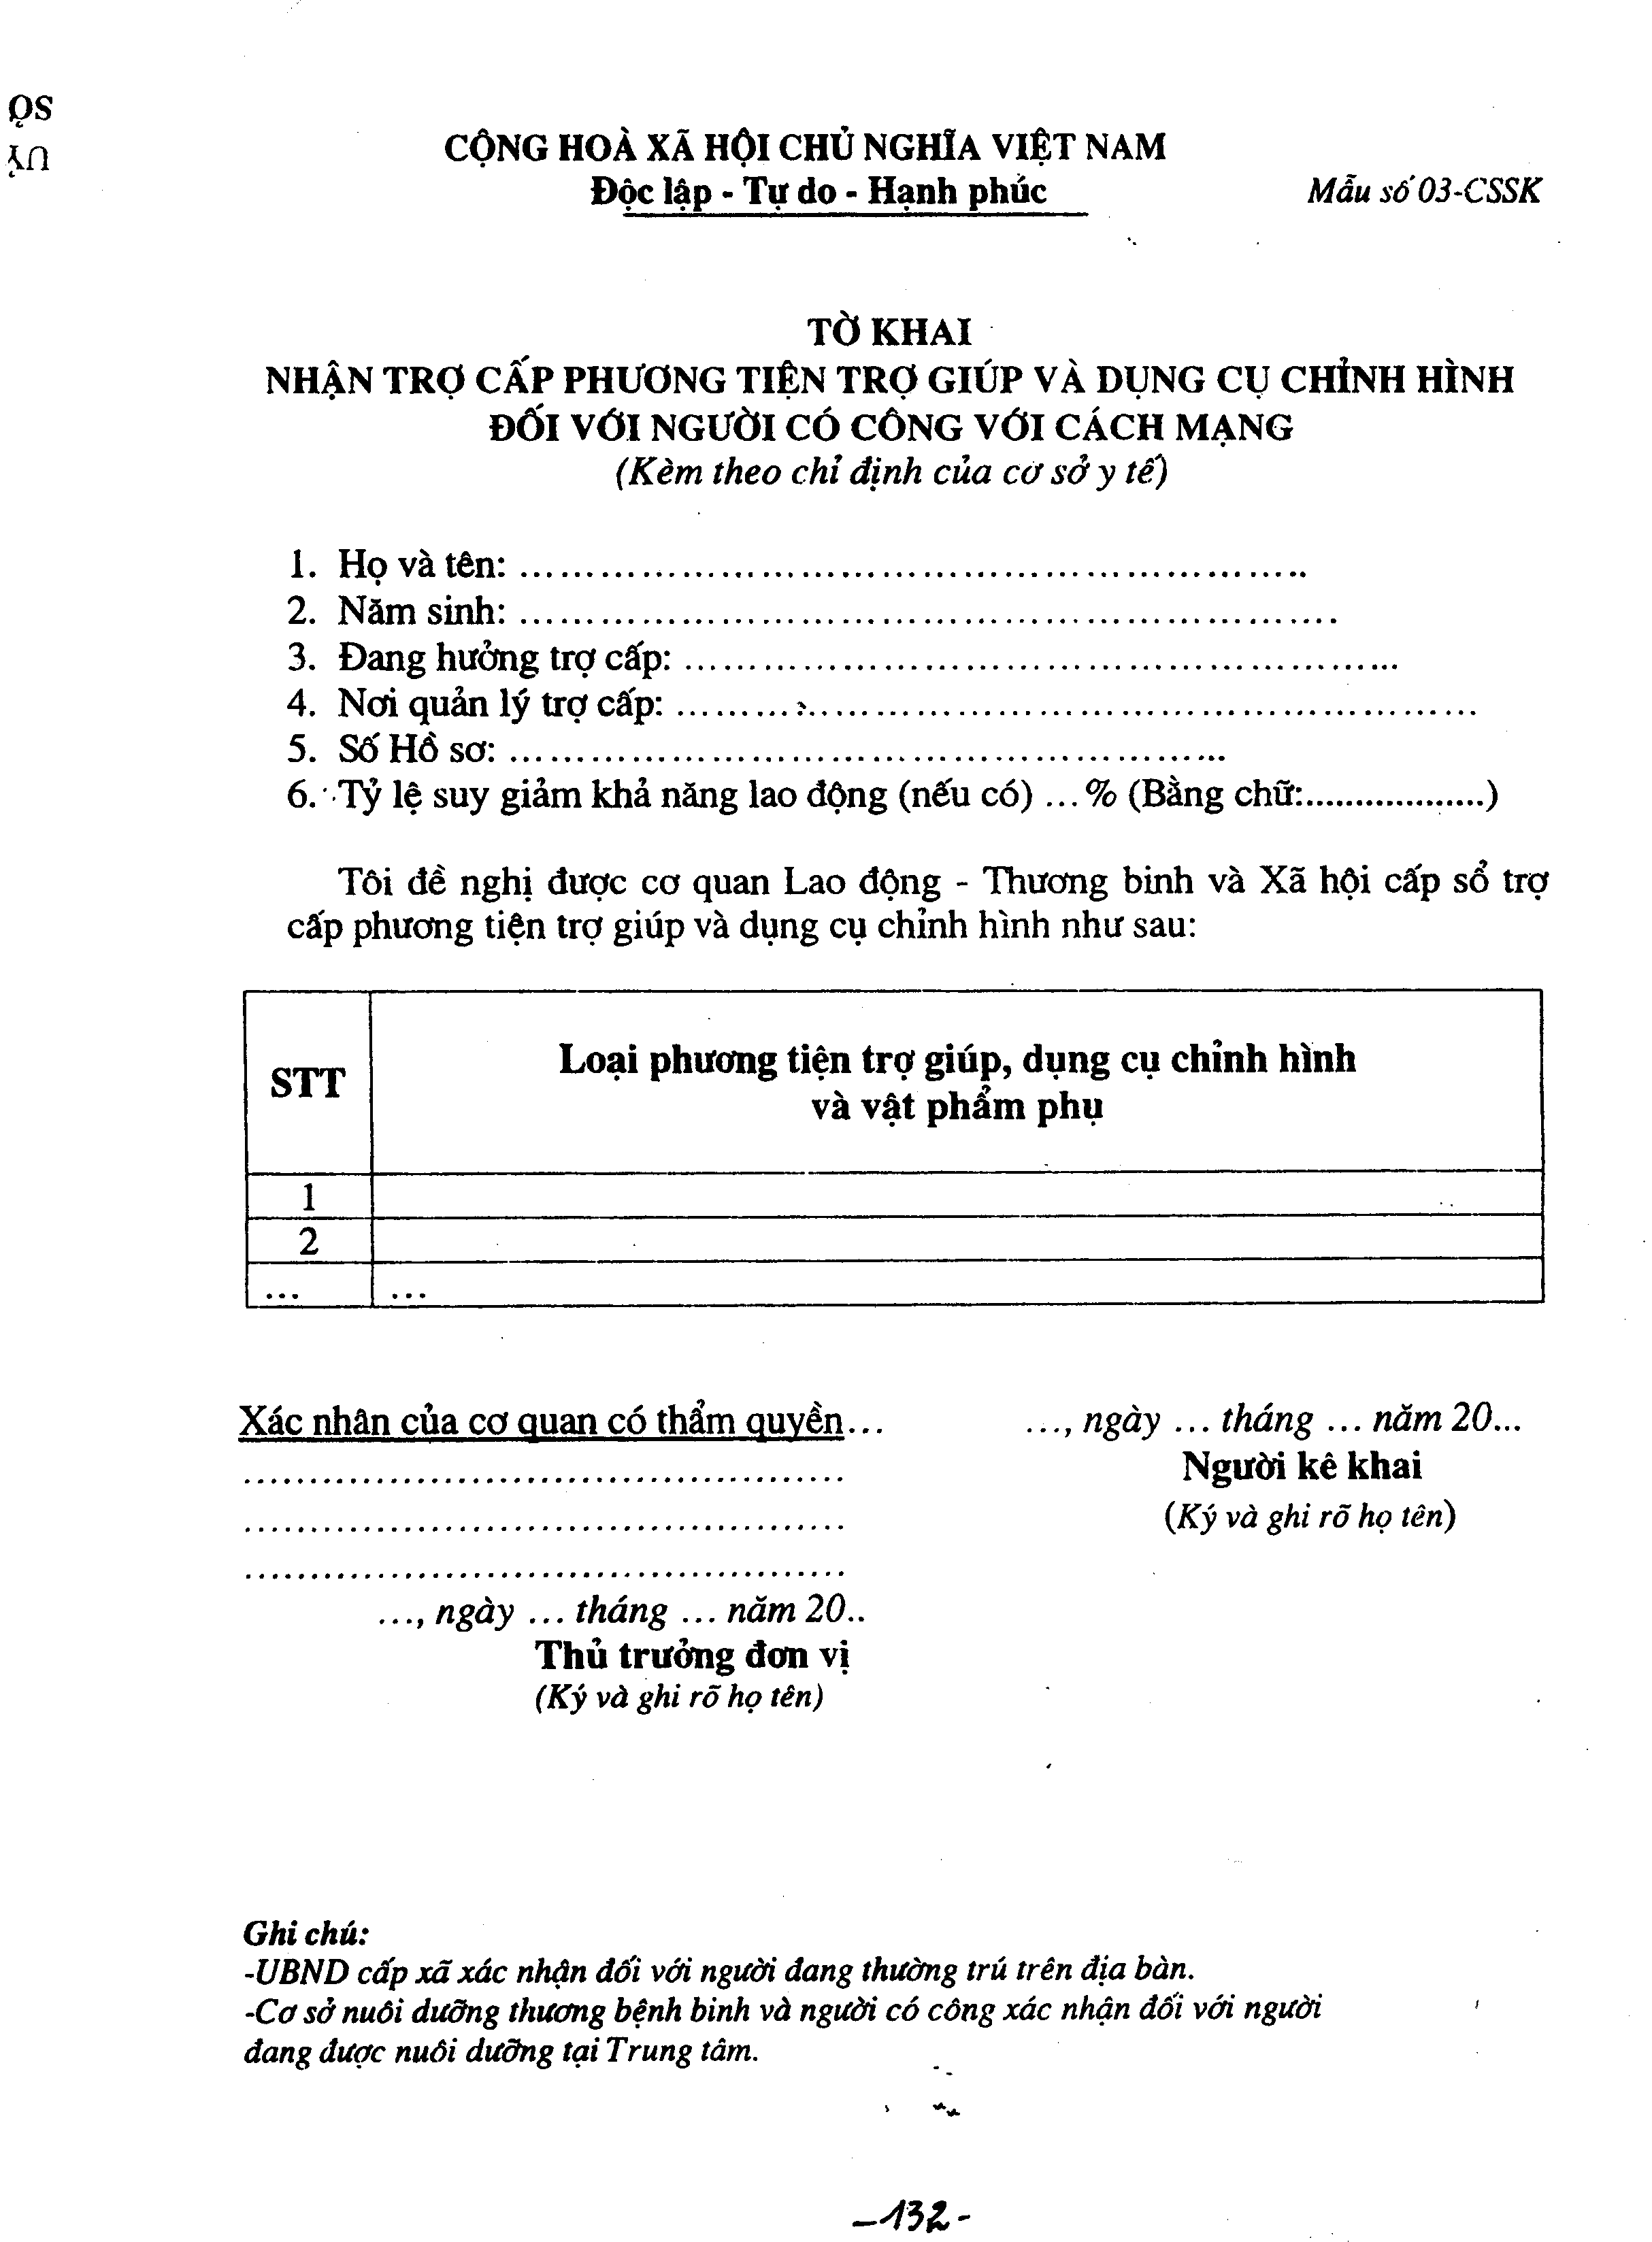 CỘNG HOÀ XÃ HỘI CHỦ NGHĨA VIỆT NAM
Độc lập - Tự do - Hạnh phúc
Mẫu số 03-CSSK
TỜ KHAI
NHẬN TRỢ CẤP PHƯƠNG TIỆN TRỢ GIÚP VÀ DỤNG CỤ CHỈNH HÌNH
ĐỐI VỚI NGƯỜI CÓ CÔNG VỚI CÁCH MẠNG
(Kèm theo chỉ định của cơ sở y tế)
1. Họ và tên: ............................................................
2. Năm sinh: ..............................................................
3. Đang hưởng trợ cấp: ......................................................
4. Nơi quản lý trợ cấp: ............................................................
5. Số Hồ sơ: ......................................................
6. Tỷ lệ suy giảm khả năng lao động (nếu có) ...% (Bằng chữ:...................)
Tôi đề nghị được cơ quan Lao động - Thương binh và Xã hội cấp sổ trợ
cấp phương tiện trợ giúp và dụng cụ chỉnh hình như sau:
STT
Loại phương tiện trợ giúp, dụng cụ chỉnh hình
và vật phẩm phụ
1
2
... ...
Xác nhân của cơ quan có thẩm quyền...
.............................................
.............................................
.............................................
..., ngày ... tháng ... năm 20..
Thủ trưởng đơn vị
(Ký và ghi rõ họ tên)
..., ngày ... tháng ... năm 20...
Người kê khai
(Ký và ghi rõ họ tên)
Ghi chú:
-UBND cấp xã xác nhận đối với người đang thường trú trên địa bàn.
-Cơ sở nuôi dưỡng thương bệnh binh và người có công xác nhận đối với người
đang được nuôi dưỡng tại Trung tâm.
-132-